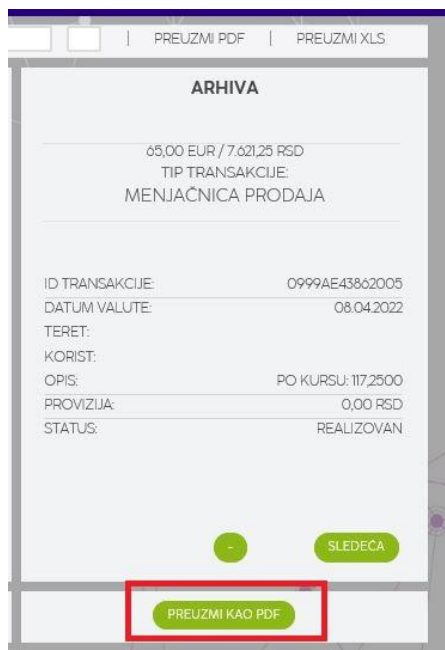 | PREUZMI PDF | PREUZMI XLS
ARHIVA
65,00 EUR / 7.621,25 RSD
TIP TRANSAKCIJE:
MENJAČNICA PRODAJA
ID TRANSAKCIJE: 0999AE43862005
DATUM VALUTE: 08.04.2022
TERET:
KORIST:
OPIS: PO KURSU: 117,2500
PROVIZIJA: 0,00 RSD
STATUS: REALIZOVAN
- SLEDEĆA
PREUZMI KAO PDF